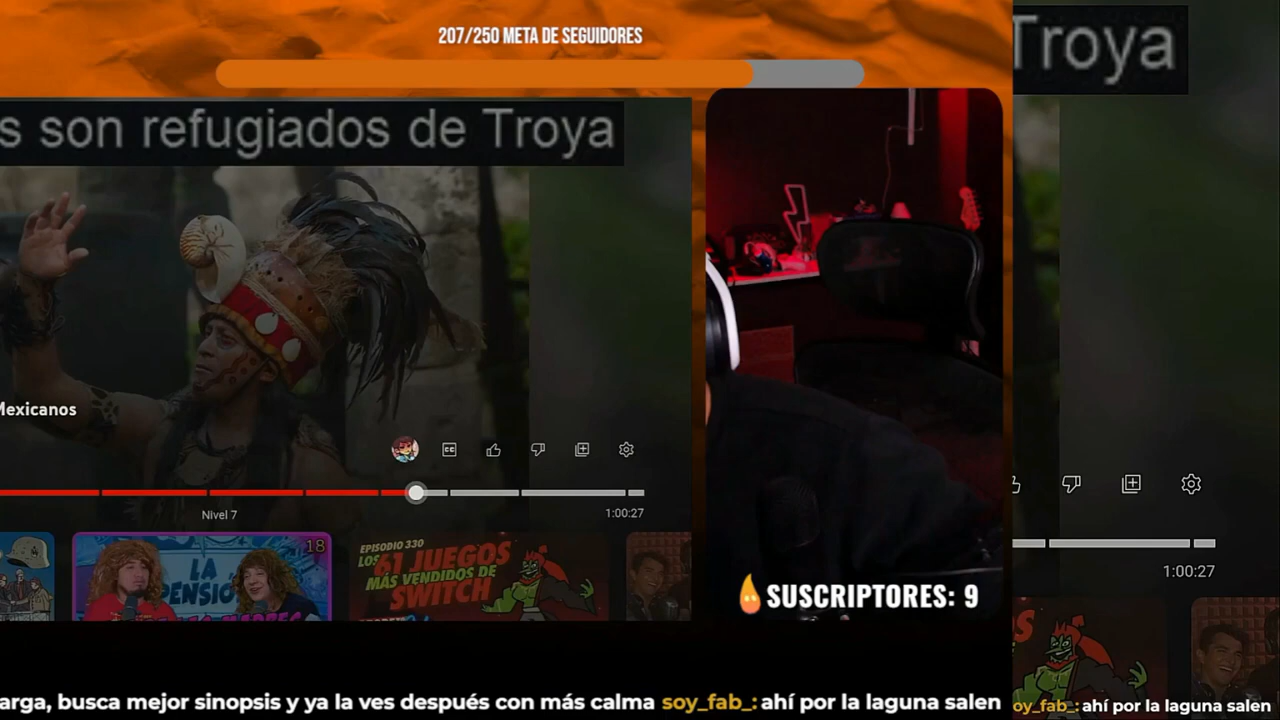 207/250 META DE SEGUIDORES
s son refugiados de Troya
Troya
Mexicanos
Nivel 7
1:00:27
1:00:27
18
LA
PENSIO
EPISODIO 330
LOS 61 JUEGOS
MÁS VENDIDOS DE
SWITCH
SUSCRIPTORES: 9
arga, busca mejor sinopsis y ya la ves después con más calma soy_fab_: ahí por la laguna salen
oy_fab_: ahí por la laguna salen